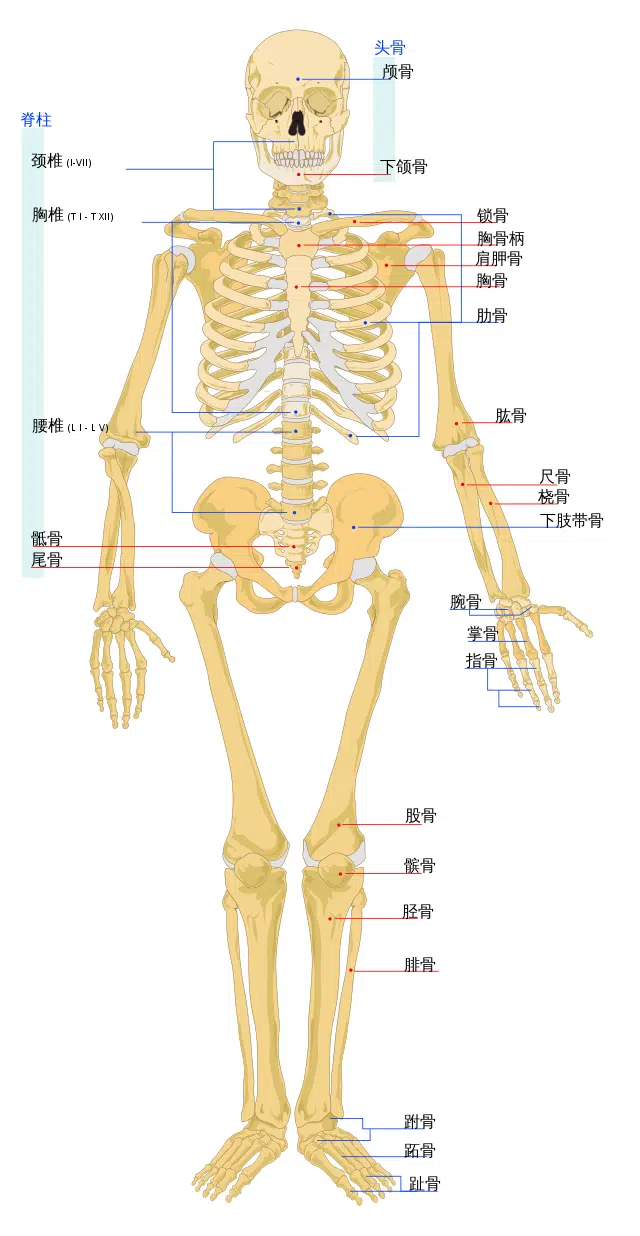 头骨
颅骨
脊柱
颈椎 (I-VII)
下颌骨
胸椎 (T I - T XII)
锁骨
胸骨柄
肩胛骨
胸骨
肋骨
肱骨
腰椎 (L I - L V)
尺骨
桡骨
下肢带骨
骶骨
尾骨
腕骨
掌骨
指骨
股骨
髌骨
胫骨
腓骨
跗骨
跖骨
趾骨